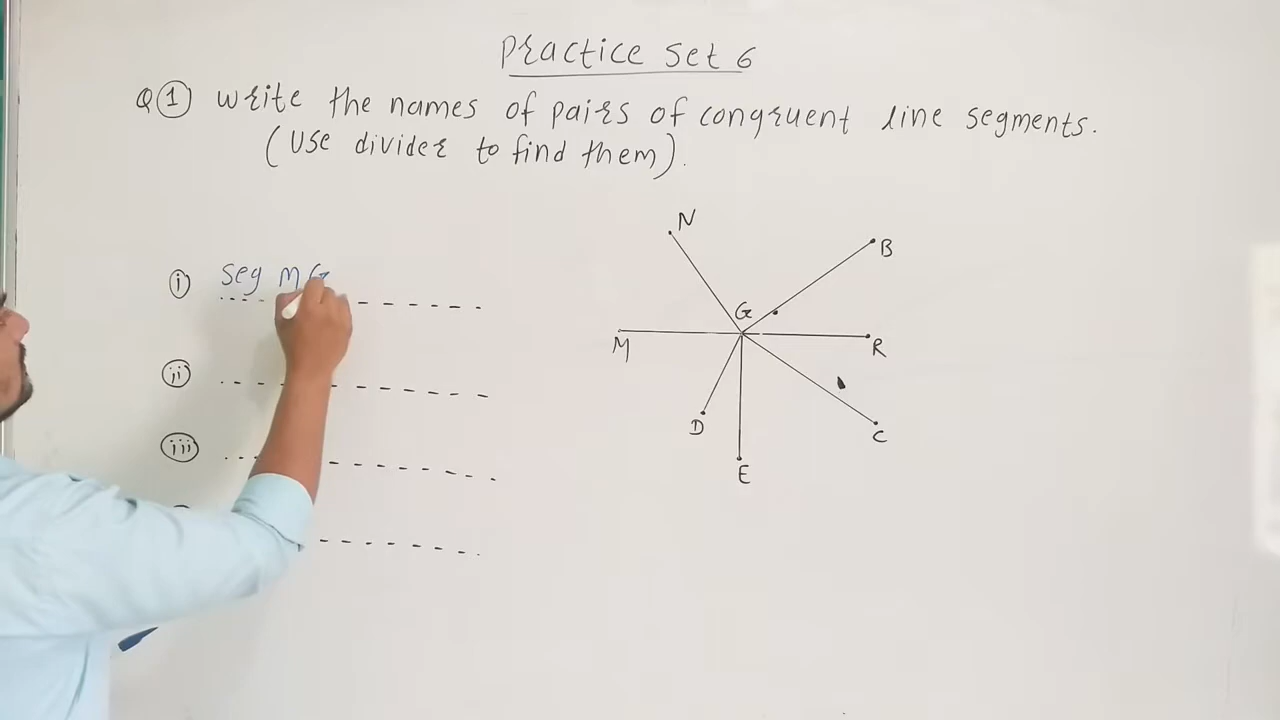 Practice Set 6
Q 1 Write the names of pairs of congruent line segments.
(Use divider to find them).
i) Seg MG
ii)
iii)
N
B
G
M
R
D
C
E